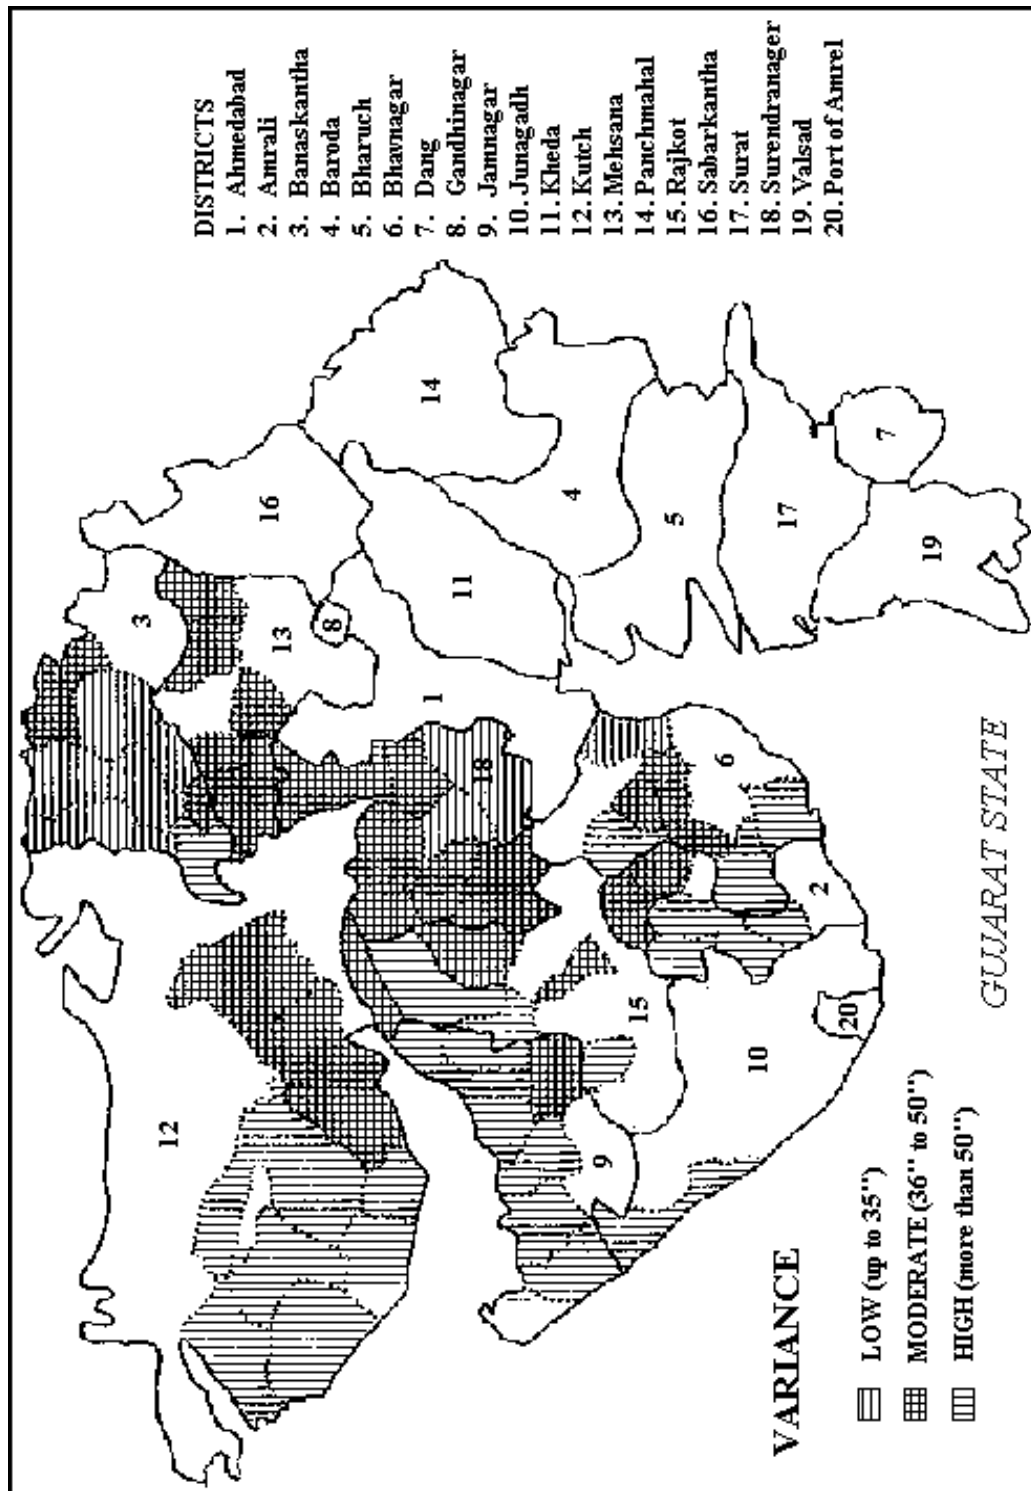 DISTRICTS
1. Ahmedabad
2. Amrali
3. Banaskantha
4. Baroda
5. Bharuch
6. Bhavnagar
7. Dang
8. Gandhinagar
9. Jamnagar
10. Junagadh
11. Kheda
12. Kutch
13. Mehsana
14. Panchmahal
15. Rajkot
16. Sabarkantha
17. Surat
18. Surendranager
19. Valsad
20. Port of Amrel
12
3
16
13
8
14
1
11
18
4
5
9
15
6
17
7
10
2
20
19
VARIANCE
LOW (up to 35")
MODERATE (36" to 50")
HIGH (more than 50")
GUJARAT STATE